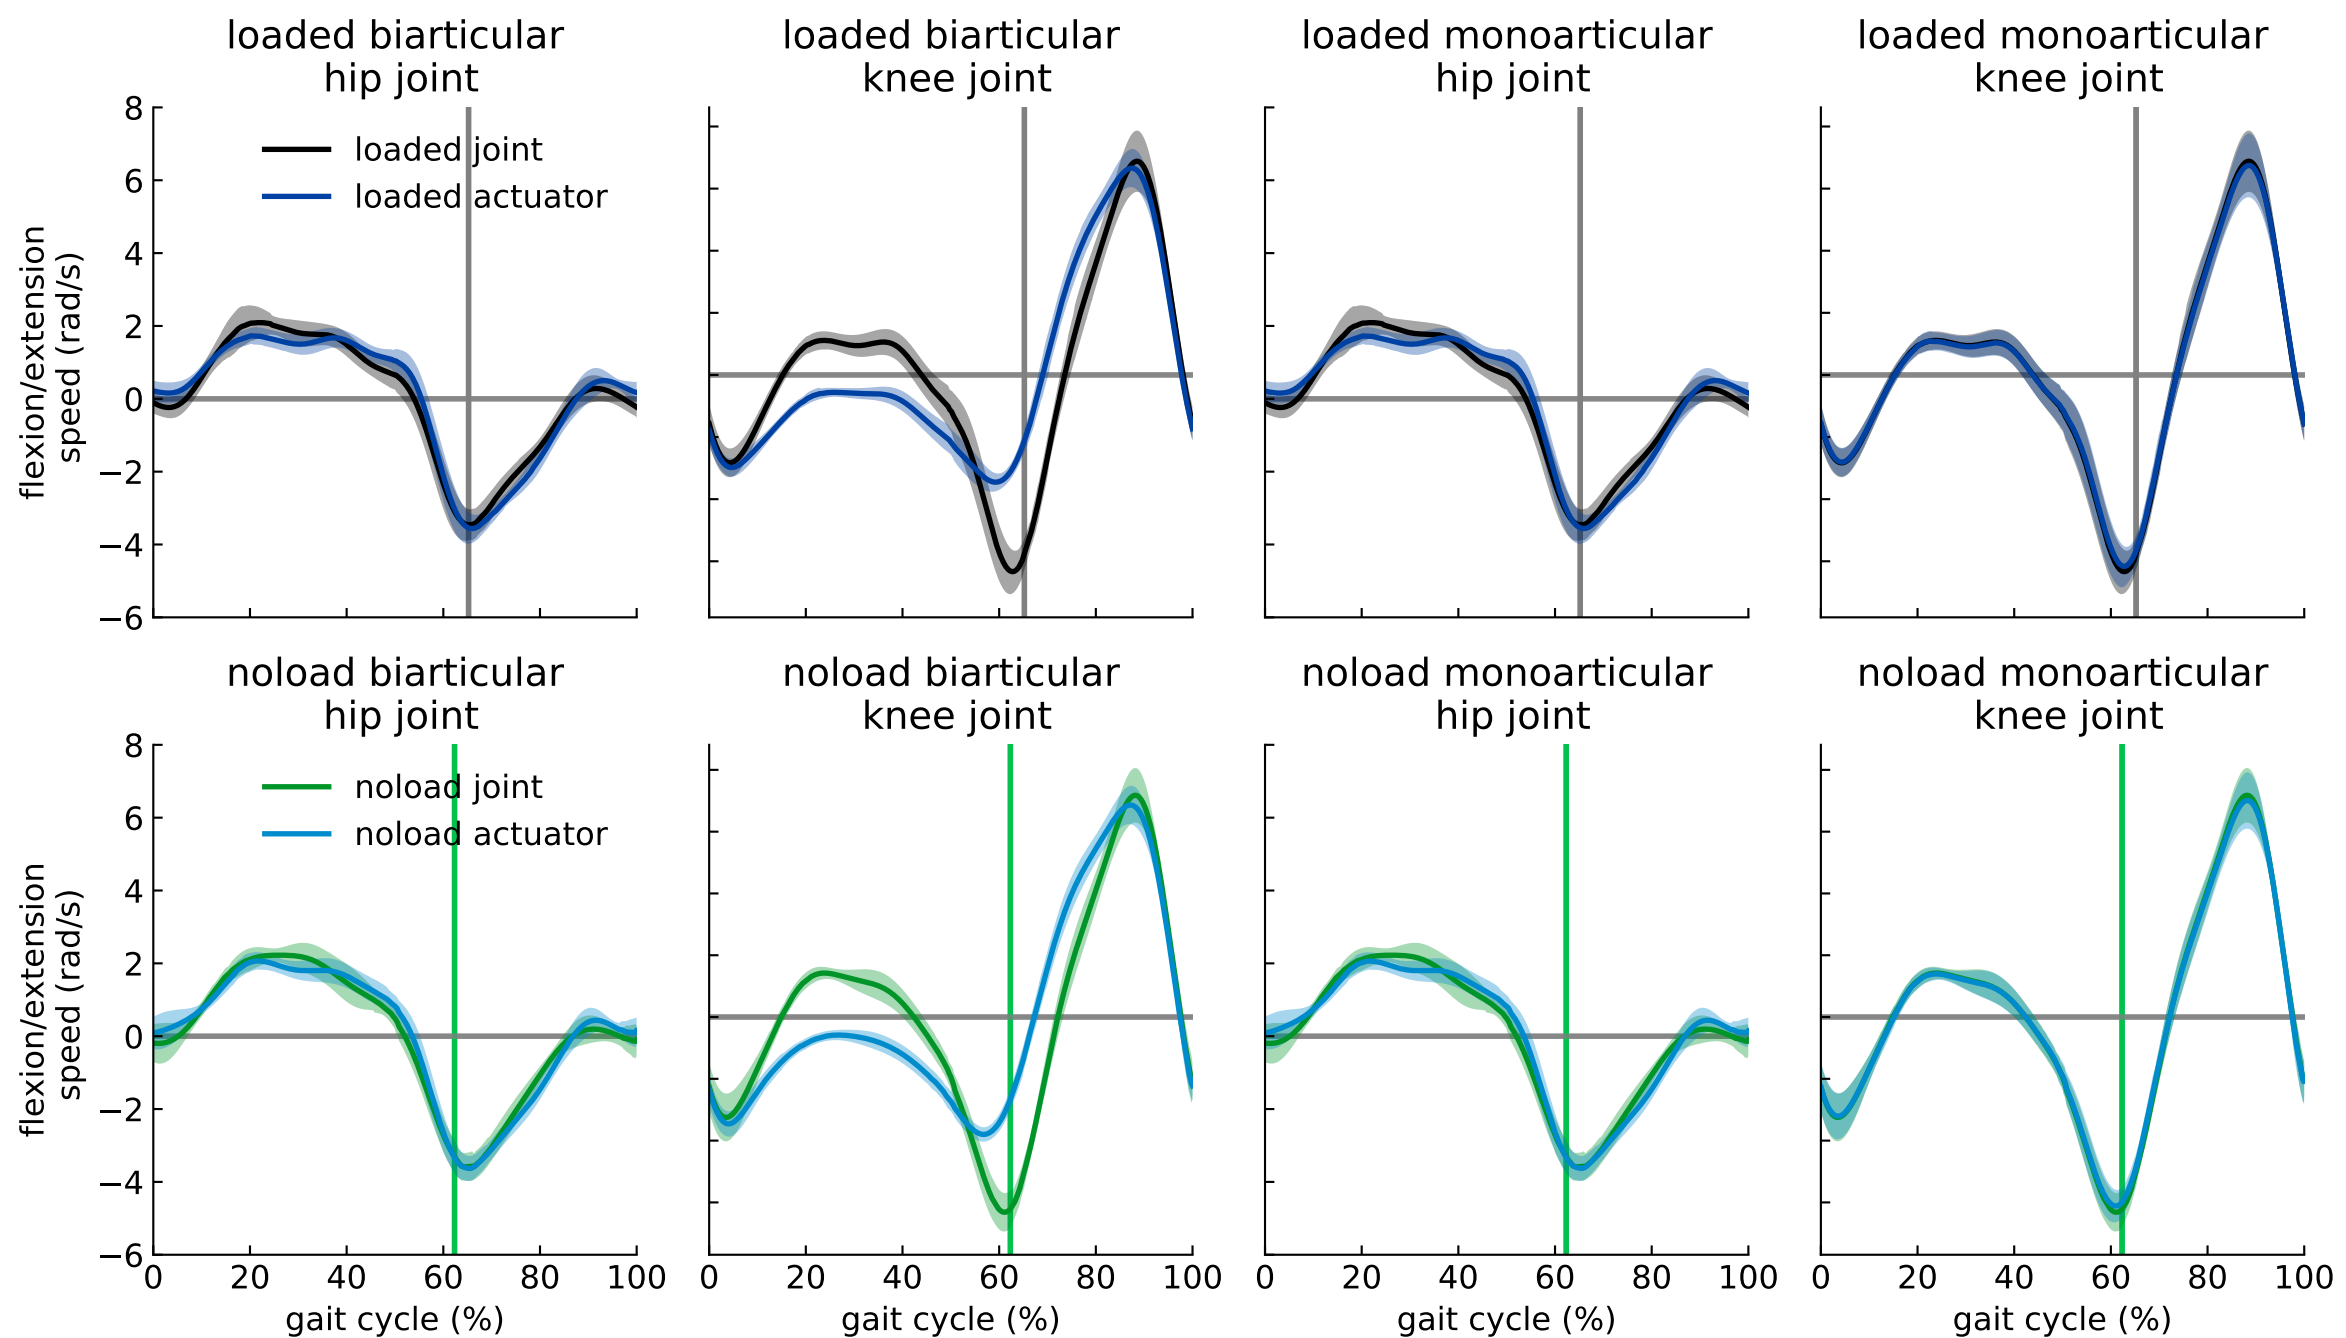 loaded biarticular
hip joint
loaded biarticular
knee joint
loaded monoarticular
hip joint
loaded monoarticular
knee joint
flexion/extension
speed (rad/s)
8
6
4
2
0
−2
−4
−6
loaded joint
loaded actuator
noload biarticular
hip joint
noload biarticular
knee joint
noload monoarticular
hip joint
noload monoarticular
knee joint
flexion/extension
speed (rad/s)
8
6
4
2
0
−2
−4
−6
noload joint
noload actuator
0 20 40 60 80 100
gait cycle (%)
0 20 40 60 80 100
gait cycle (%)
0 20 40 60 80 100
gait cycle (%)
0 20 40 60 80 100
gait cycle (%)